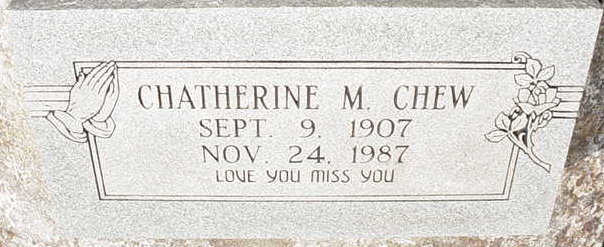 CHATHERINE M. CHEW
SEPT. 9, 1907
NOV. 24, 1987
LOVE YOU MISS YOU